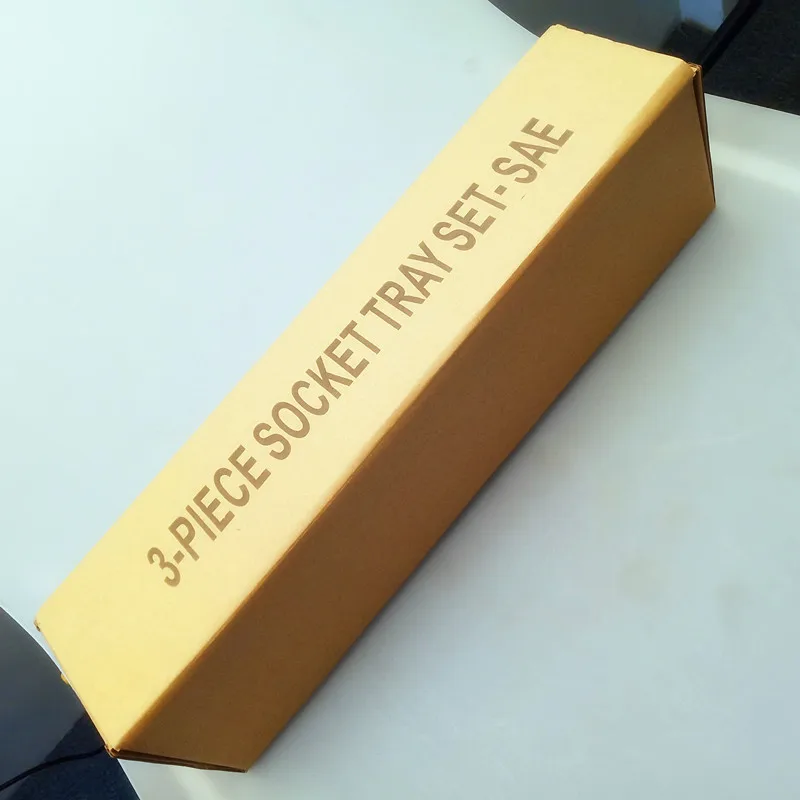 3-PIECE SOCKET TRAY SET- SAE